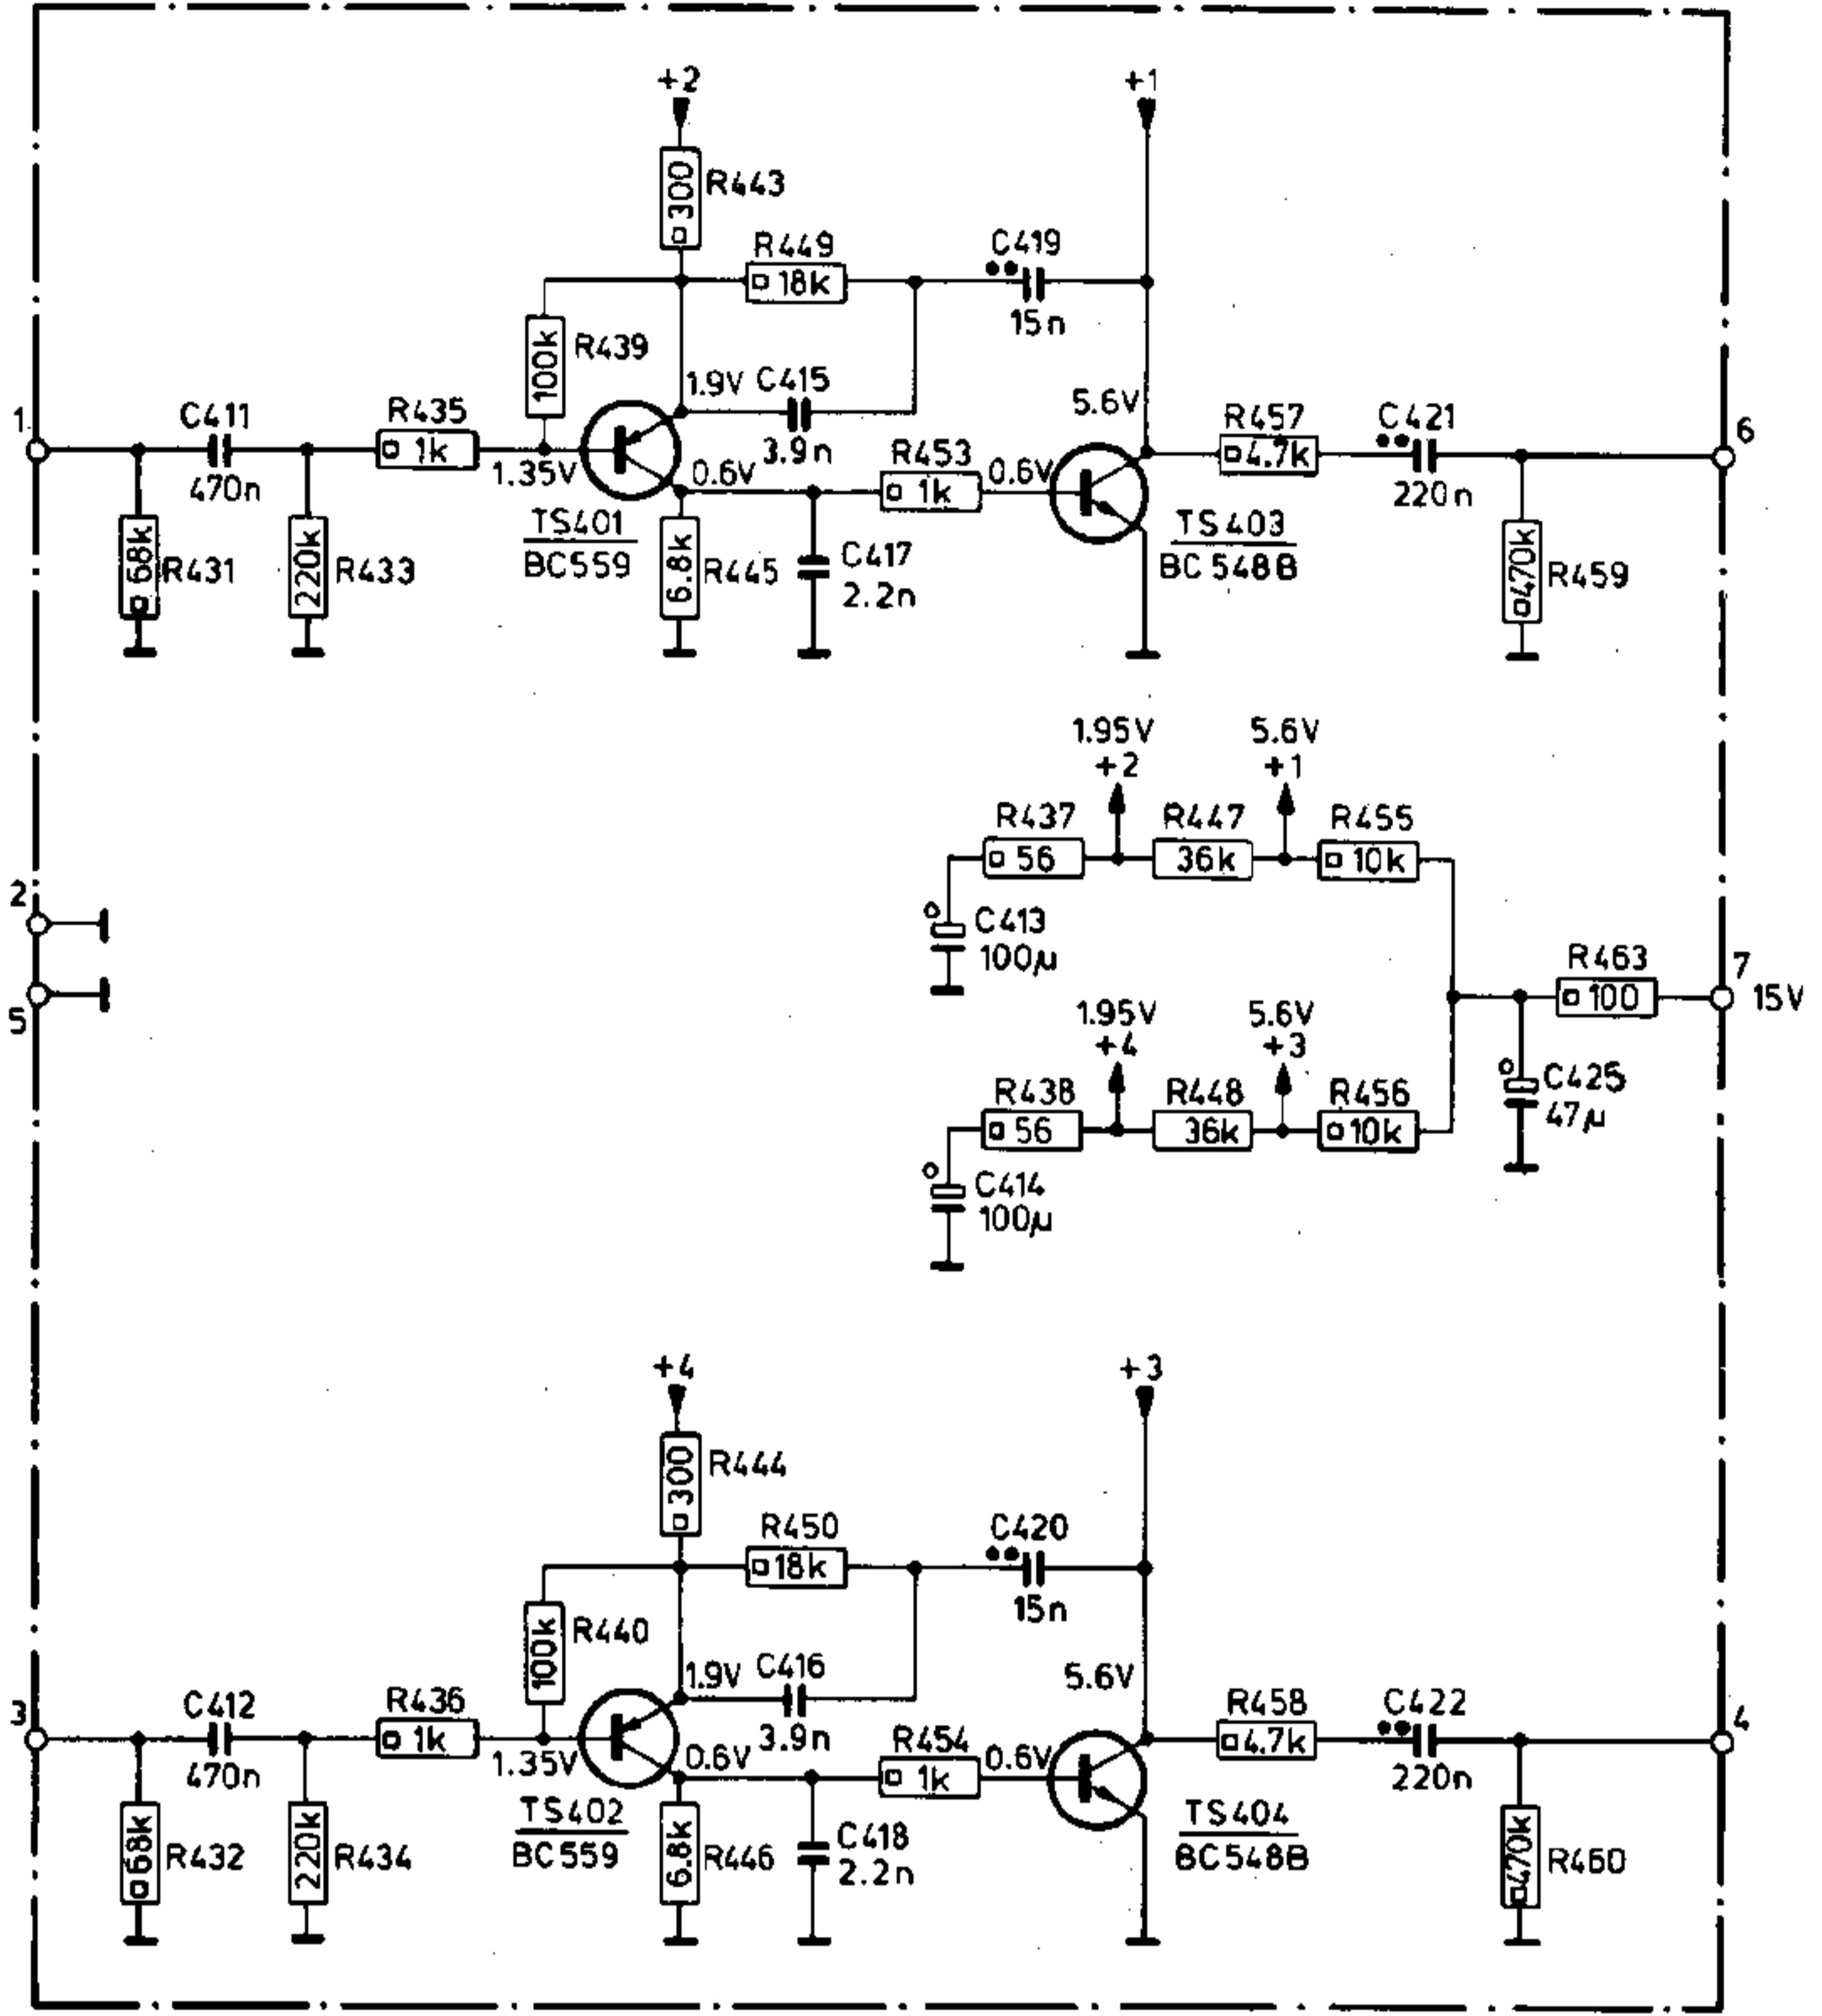 +2
+1
300
R443
R449
18k
C419
15n
100k
R439
1.9V
C415
3.9n
5.6V
1
C411
470n
R435
1k
1.35V
0.6V
R453
1k
0.6V
R457
4.7k
C421
220n
6
68k
R431
220k
R433
TS401
BC559
6.8k
R445
C417
2.2n
TS403
BC548B
470k
R459
1.95V
+2
5.6V
+1
R437
56
R447
36k
R455
10k
2
C413
100µ
5
R463
100
7
15V
1.95V
+4
5.6V
+3
R438
56
R448
36k
R456
10k
C425
47µ
C414
100µ
+4
+3
300
R444
R450
18k
C420
15n
100k
R440
1.9V
C416
3.9n
5.6V
3
C412
470n
R436
1k
1.35V
0.6V
R454
1k
0.6V
R458
4.7k
C422
220n
4
68k
R432
220k
R434
TS402
BC559
6.8k
R446
C418
2.2n
TS404
BC548B
470k
R460